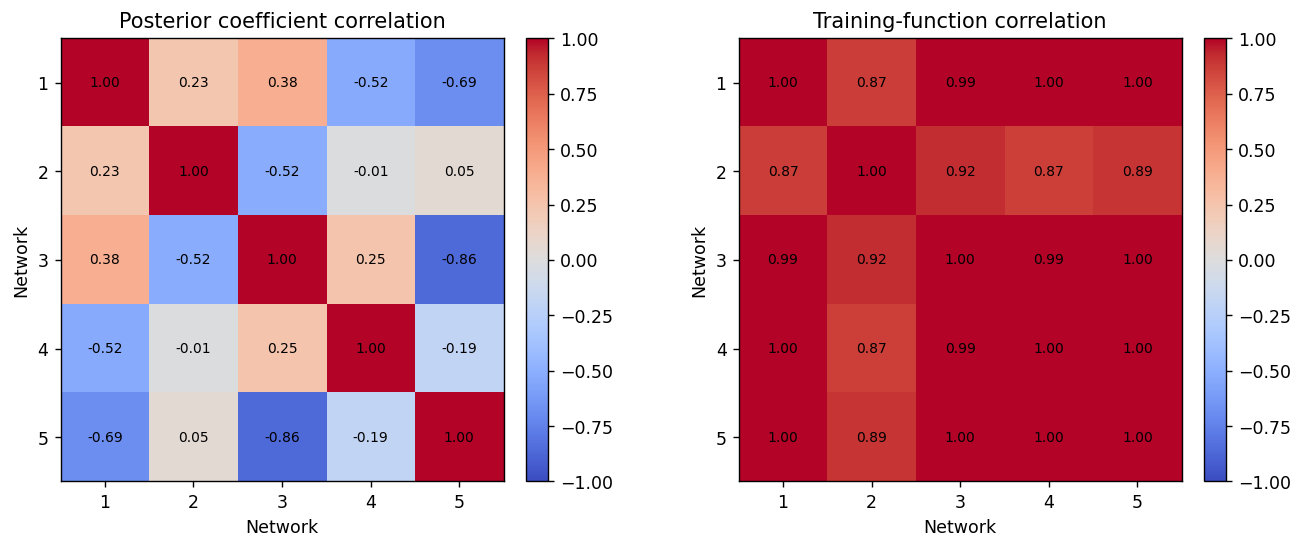 Posterior coefficient correlation
1 1.00 0.23 0.38 -0.52 -0.69
2 0.23 1.00 -0.52 -0.01 0.05
3 0.38 -0.52 1.00 0.25 -0.86
4 -0.52 -0.01 0.25 1.00 -0.19
5 -0.69 0.05 -0.86 -0.19 1.00
1 2 3 4 5
Network
Network
1.00
0.75
0.50
0.25
0.00
−0.25
−0.50
−0.75
−1.00
Training-function correlation
1 1.00 0.87 0.99 1.00 1.00
2 0.87 1.00 0.92 0.87 0.89
3 0.99 0.92 1.00 0.99 1.00
4 1.00 0.87 0.99 1.00 1.00
5 1.00 0.89 1.00 1.00 1.00
1 2 3 4 5
Network
Network
1.00
0.75
0.50
0.25
0.00
−0.25
−0.50
−0.75
−1.00